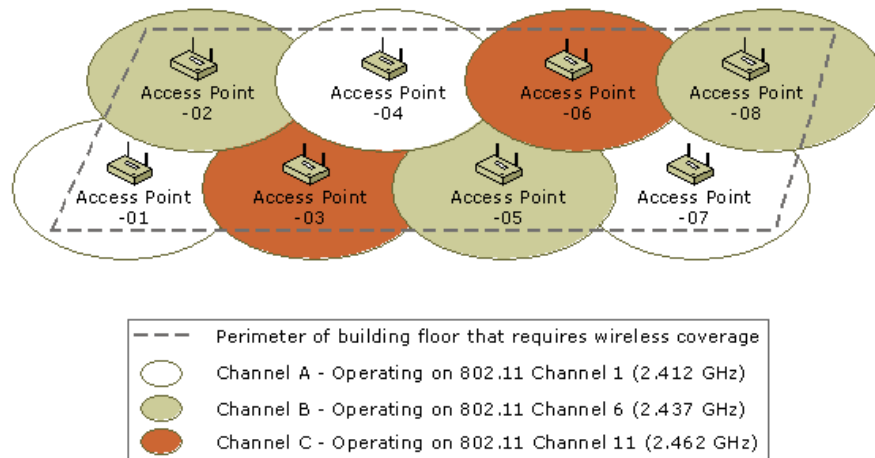 Access Point
-02
Access Point
-04
Access Point
-06
Access Point
-08
Access Point
-01
Access Point
-03
Access Point
-05
Access Point
-07
Perimeter of building floor that requires wireless coverage
Channel A - Operating on 802.11 Channel 1 (2.412 GHz)
Channel B - Operating on 802.11 Channel 6 (2.437 GHz)
Channel C - Operating on 802.11 Channel 11 (2.462 GHz)